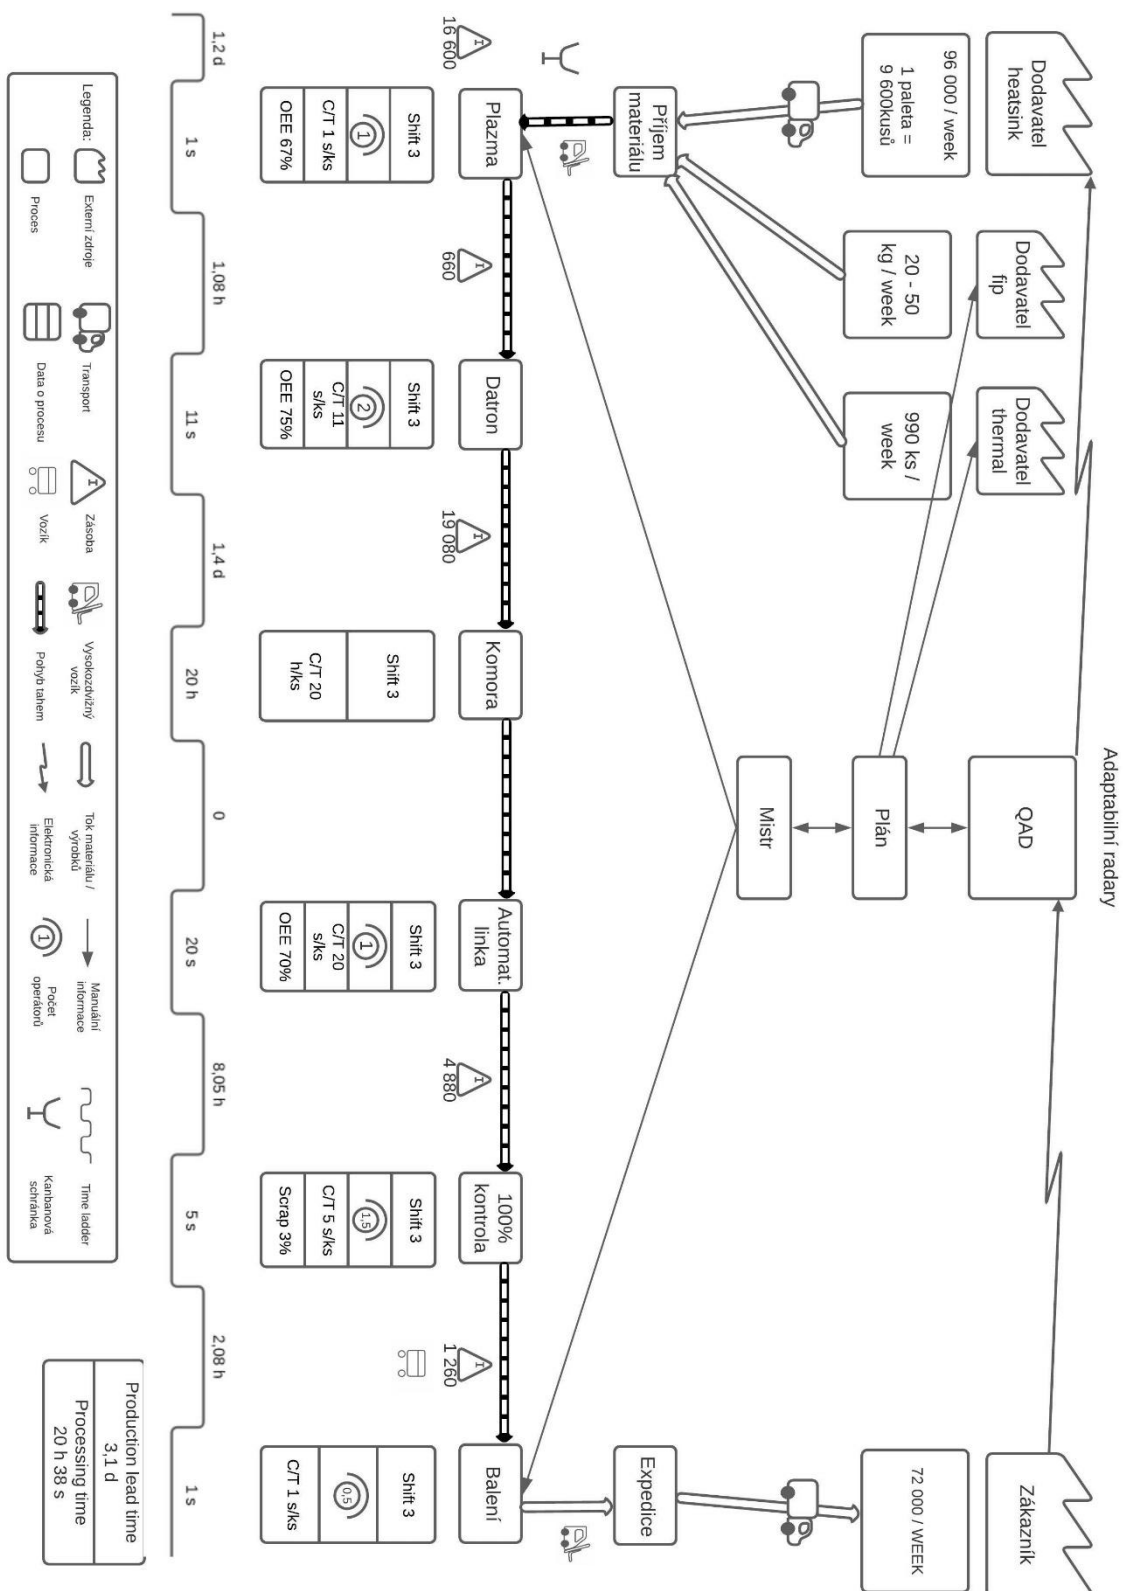 Adaptabilní radary
Dodavatel
heatsink
Dodavatel
fip
Dodavatel
thermal
QAD
Zákazník
96 000 / week
1 paleta =
9 600kusů
20 - 50
kg / week
990 ks /
week
Plán
72 000 / WEEK
Příjem
materiálu
Mistr
Expedice
Plazma
Datron
Komora
Automat.
linka
100%
kontrola
Balení
I
16 600
I
660
I
19 080
I
4 880
I
1 260
Shift 3
1
C/T 1 s/ks
OEE 67%
Shift 3
2
C/T 11
s/ks
OEE 75%
Shift 3
C/T 20
h/ks
Shift 3
1
C/T 20
s/ks
OEE 70%
Shift 3
1,5
C/T 5 s/ks
Scrap 3%
Shift 3
0,5
C/T 1 s/ks
1,2 d
1 s
1,08 h
11 s
1,4 d
20 h
0
20 s
8,05 h
5 s
2,08 h
1 s
Production lead time
3,1 d
Processing time
20 h 38 s
Legenda:
Externí zdroje
Transport
I
Zásoba
Vysokozdvižný
vozík
Tok materiálu /
výrobků
Manuální
informace
Time ladder
Proces
Data o procesu
Vozík
Pohyb tahem
Elektronická
informace
1
Počet
operátorů
Kanbanová
schránka